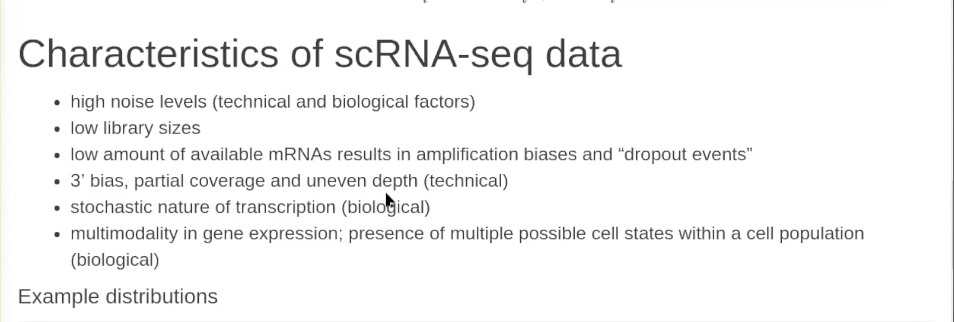 Characteristics of scRNA-seq data
• high noise levels (technical and biological factors)
• low library sizes
• low amount of available mRNAs results in amplification biases and “dropout events”
• 3’ bias, partial coverage and uneven depth (technical)
• stochastic nature of transcription (biological)
• multimodality in gene expression; presence of multiple possible cell states within a cell population
(biological)
Example distributions